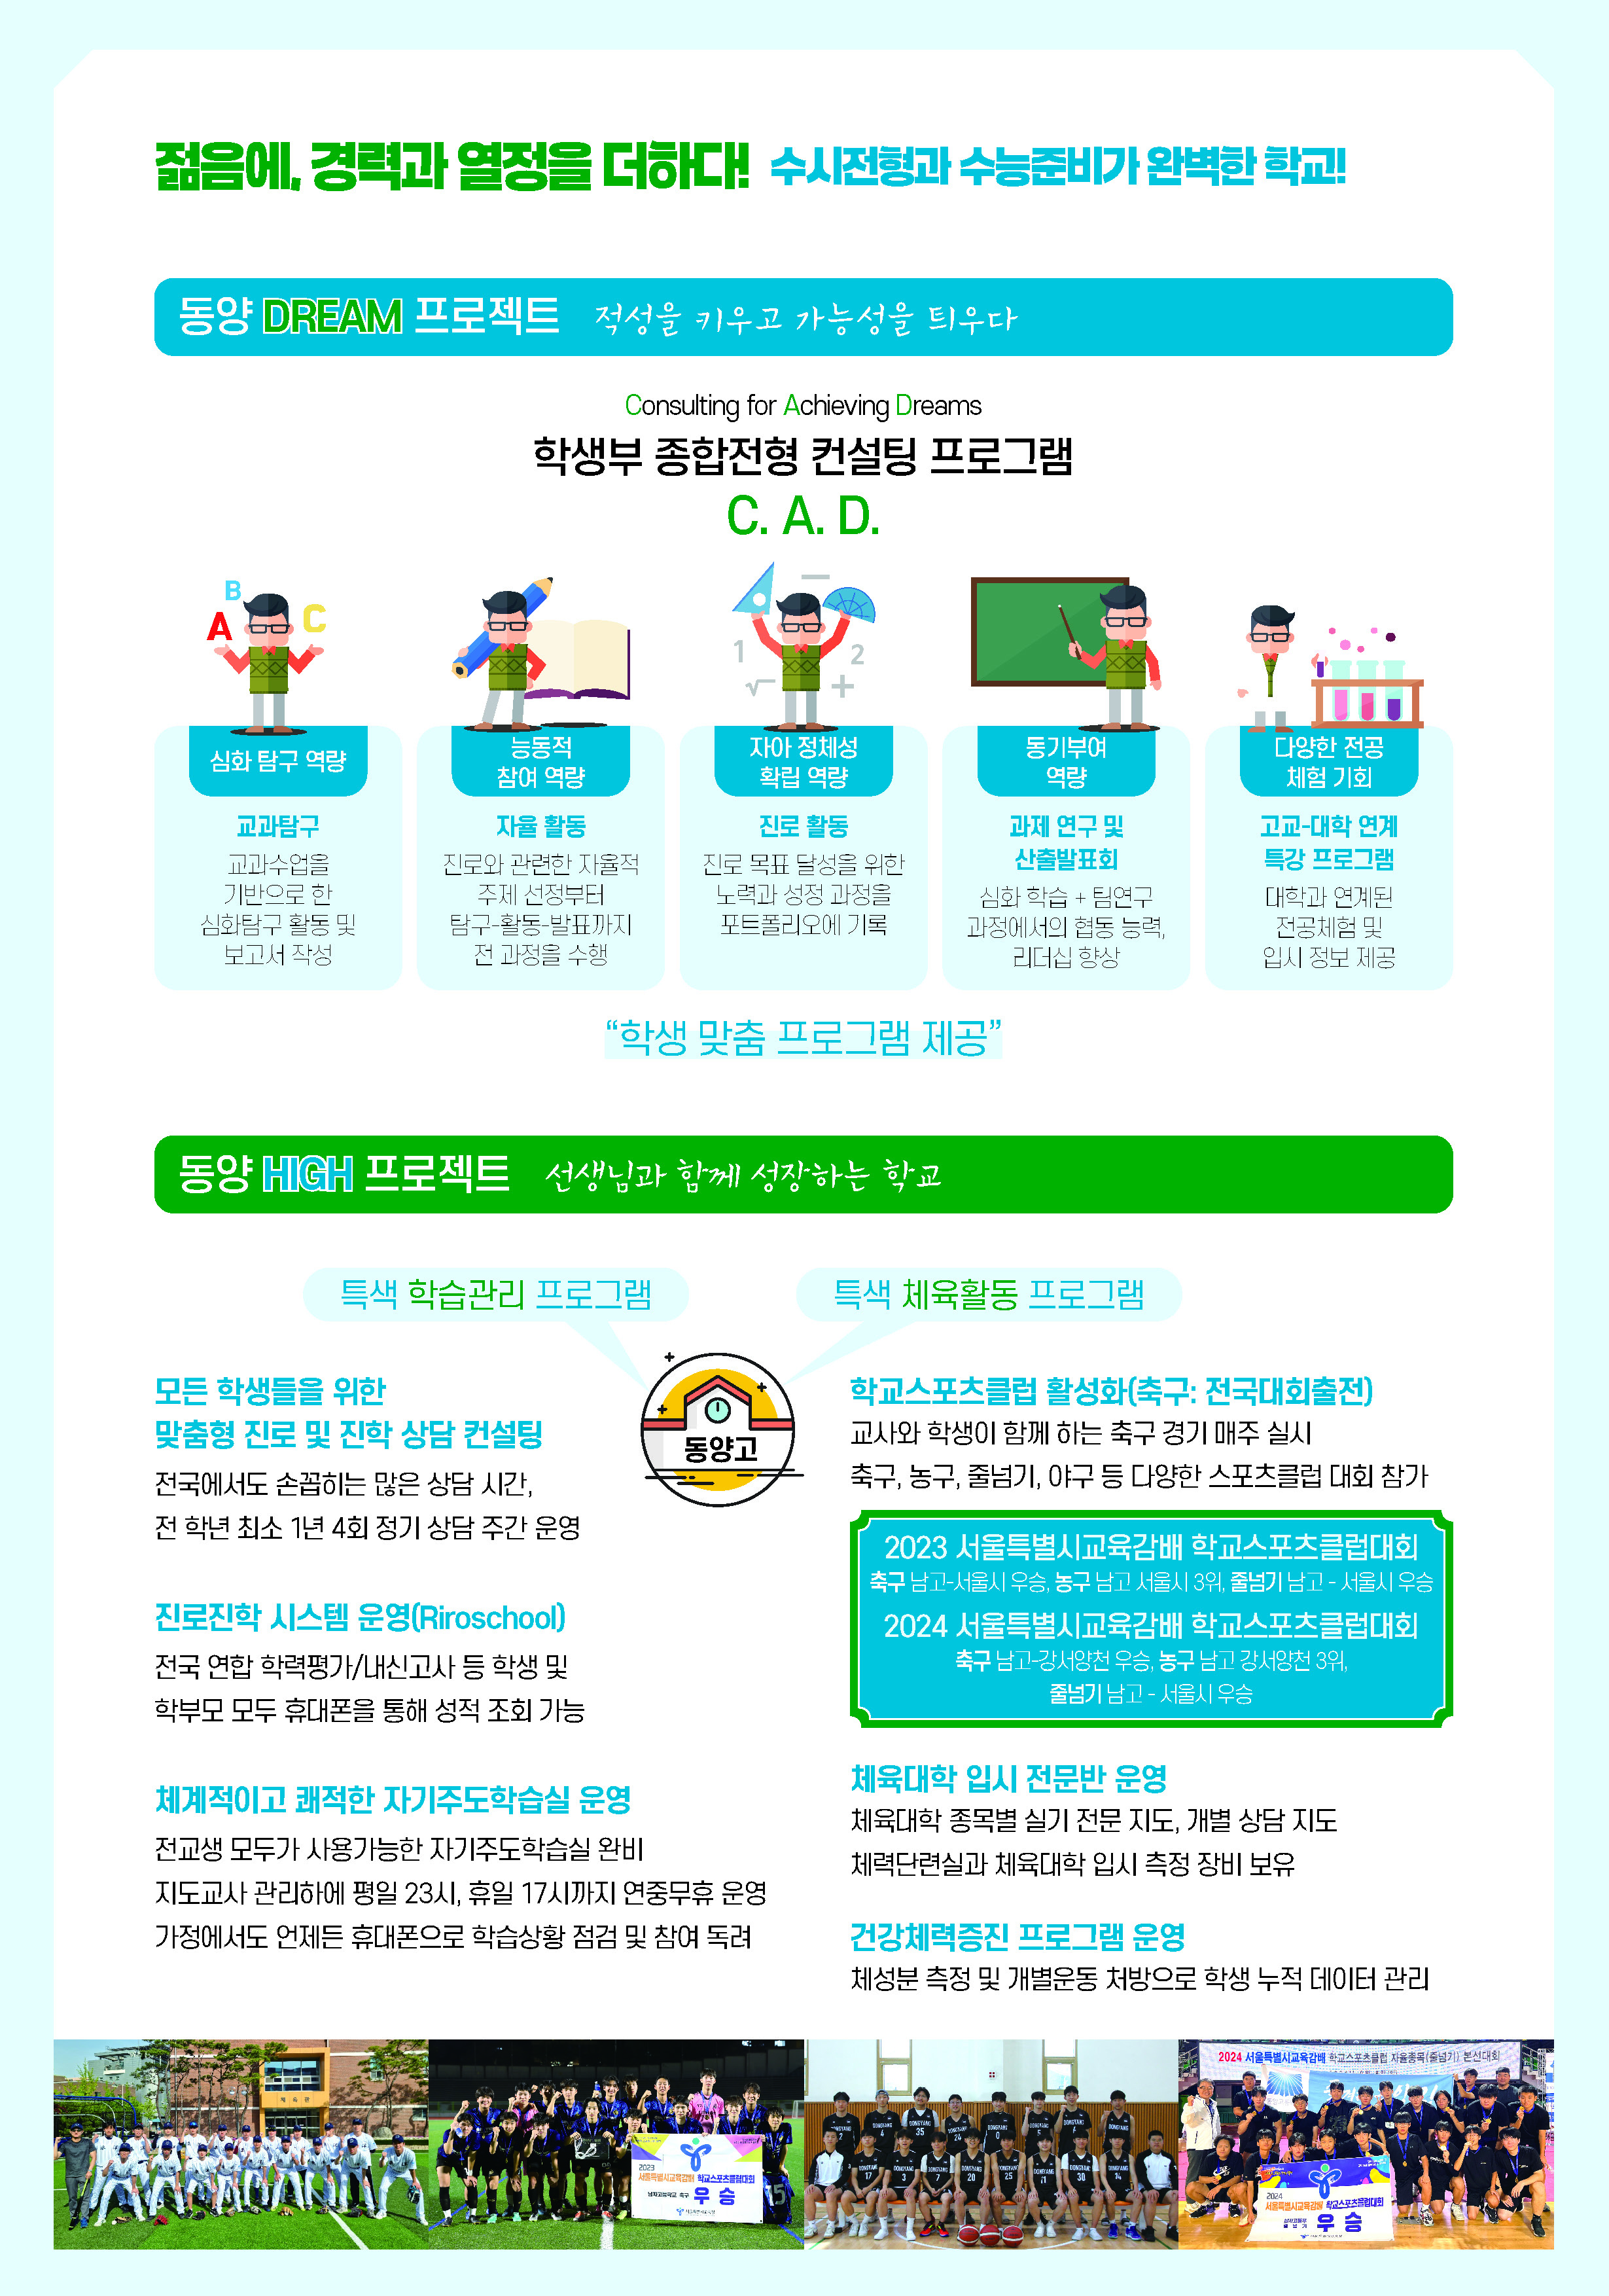 젊음에, 경력과 열정을 더하다! 수시전형과 수능준비가 완벽한 학교!
동양 DREAM 프로젝트 적성을 키우고 가능성을 틔우다
Consulting for Achieving Dreams
학생부 종합전형 컨설팅 프로그램
C. A. D.
A B C
1 2
심화 탐구 역량
교과탐구
교과수업을
기반으로 한
심화탐구 활동 및
보고서 작성
능동적
참여 역량
자율 활동
진로와 관련한 자율적
주제 선정부터
탐구-활동-발표까지
전 과정을 수행
자아 정체성
확립 역량
진로 활동
진로 목표 달성을 위한
노력과 성정 과정을
포트폴리오에 기록
동기부여
역량
과제 연구 및
산출발표회
심화 학습 + 팀연구
과정에서의 협동 능력,
리더십 향상
다양한 전공
체험 기회
고교-대학 연계
특강 프로그램
대학과 연계된
전공체험 및
입시 정보 제공
“학생 맞춤 프로그램 제공”
동양 HIGH 프로젝트 선생님과 함께 성장하는 학교
특색 학습관리 프로그램
특색 체육활동 프로그램
동양고
모든 학생들을 위한
맞춤형 진로 및 진학 상담 컨설팅
전국에서도 손꼽히는 많은 상담 시간,
전 학년 최소 1년 4회 정기 상담 주간 운영
진로진학 시스템 운영(Riroschool)
전국 연합 학력평가/내신고사 등 학생 및
학부모 모두 휴대폰을 통해 성적 조회 가능
체계적이고 쾌적한 자기주도학습실 운영
전교생 모두가 사용가능한 자기주도학습실 완비
지도교사 관리하에 평일 23시, 휴일 17시까지 연중무휴 운영
가정에서도 언제든 휴대폰으로 학습상황 점검 및 참여 독려
학교스포츠클럽 활성화(축구: 전국대회출전)
교사와 학생이 함께 하는 축구 경기 매주 실시
축구, 농구, 줄넘기, 야구 등 다양한 스포츠클럽 대회 참가
2023 서울특별시교육감배 학교스포츠클럽대회
축구 남고-서울시 우승, 농구 남고 서울시 3위, 줄넘기 남고 - 서울시 우승
2024 서울특별시교육감배 학교스포츠클럽대회
축구 남고-강서양천 우승, 농구 남고 강서양천 3위,
줄넘기 남고 - 서울시 우승
체육대학 입시 전문반 운영
체육대학 종목별 실기 전문 지도, 개별 상담 지도
체력단련실과 체육대학 입시 측정 장비 보유
건강체력증진 프로그램 운영
체성분 측정 및 개별운동 처방으로 학생 누적 데이터 관리
2023
서울특별시교육감배 학교스포츠클럽대회
남자고등학교 축구 우승
2024 서울특별시교육감배 학교스포츠클럽 자율종목(줄넘기) 본선대회
2024
서울특별시교육감배 학교스포츠클럽대회
우승